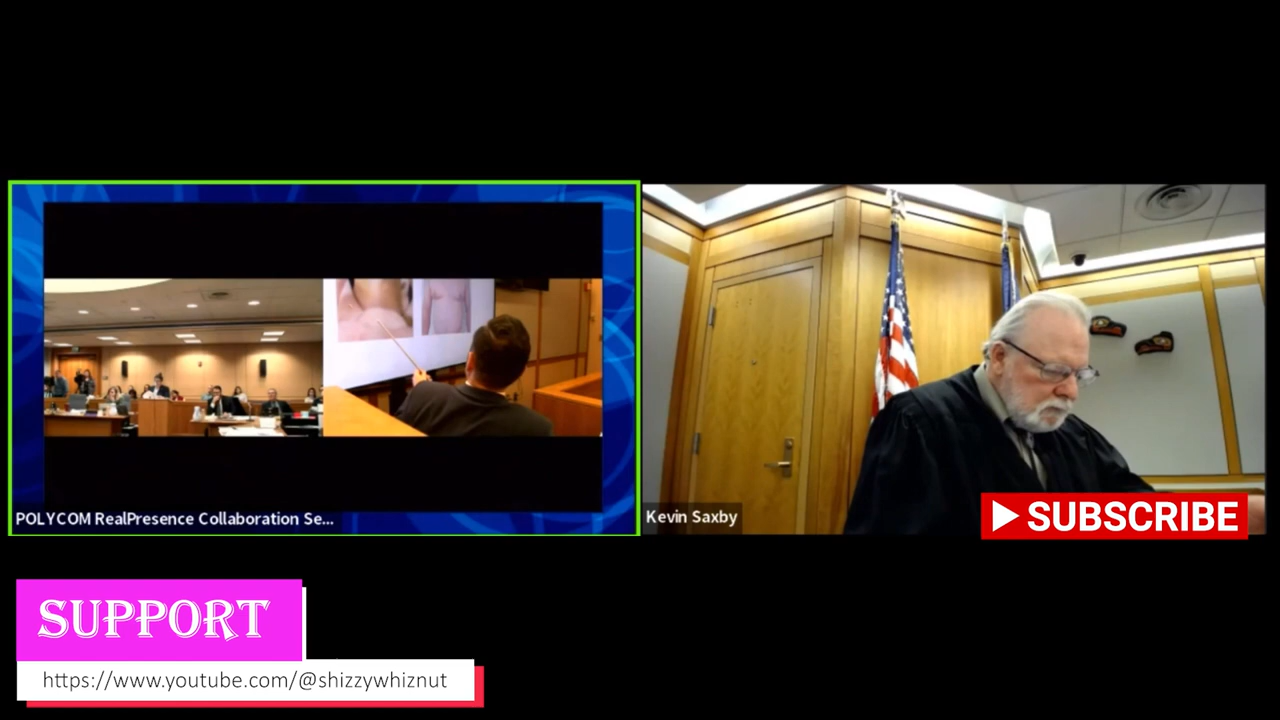 POLYCOM RealPresence Collaboration Se...
Kevin Saxby
SUBSCRIBE
SUPPORT
https://www.youtube.com/@shizzywhiznut